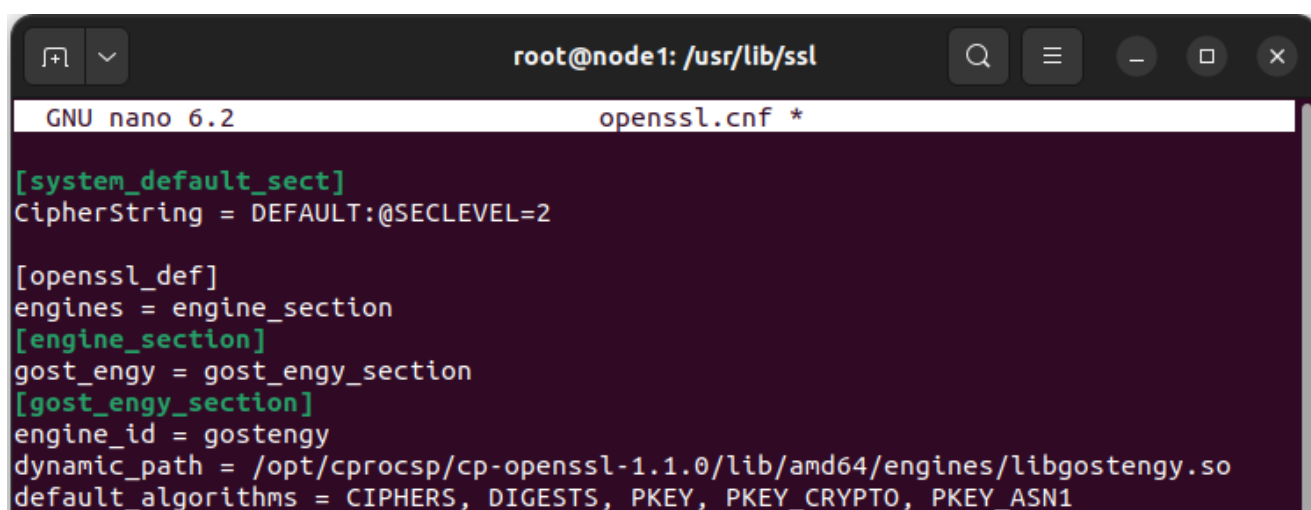 root@node1: /usr/lib/ssl
GNU nano 6.2 openssl.cnf *
[system_default_sect]
CipherString = DEFAULT:@SECLEVEL=2
[openssl_def]
engines = engine_section
[engine_section]
gost_engy = gost_engy_section
[gost_engy_section]
engine_id = gostengy
dynamic_path = /opt/cprocsp/cp-openssl-1.1.0/lib/amd64/engines/libgostengy.so
default_algorithms = CIPHERS, DIGESTS, PKEY, PKEY_CRYPTO, PKEY_ASN1